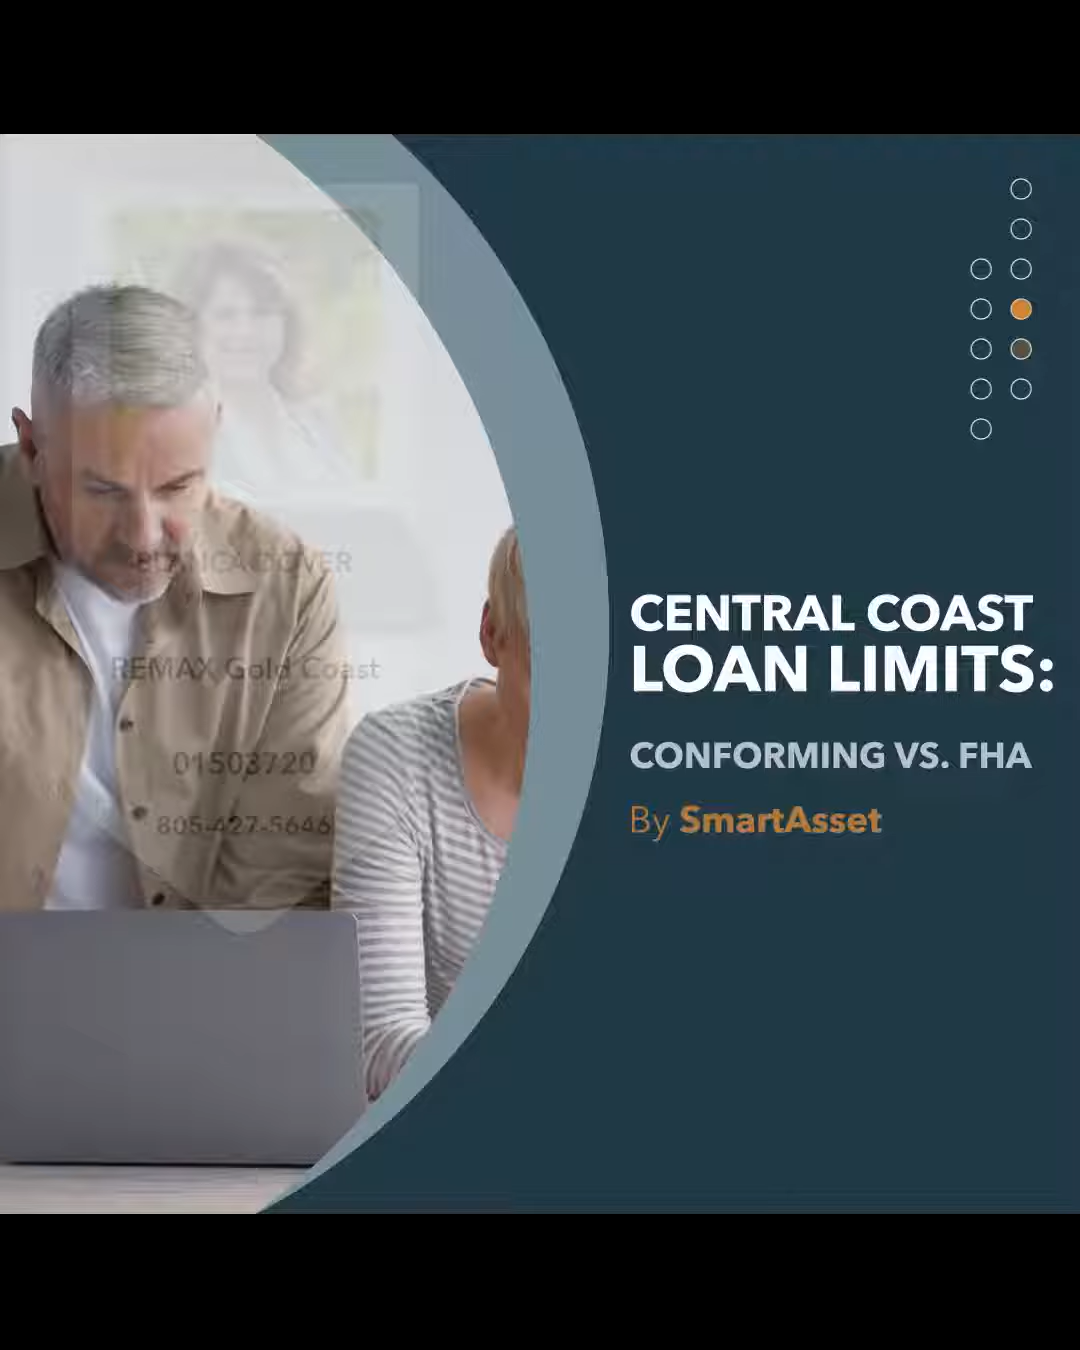 CENTRAL COAST
LOAN LIMITS:
CONFORMING VS. FHA
By SmartAsset
REMAX Gold Coast
01503720
805-427-5646